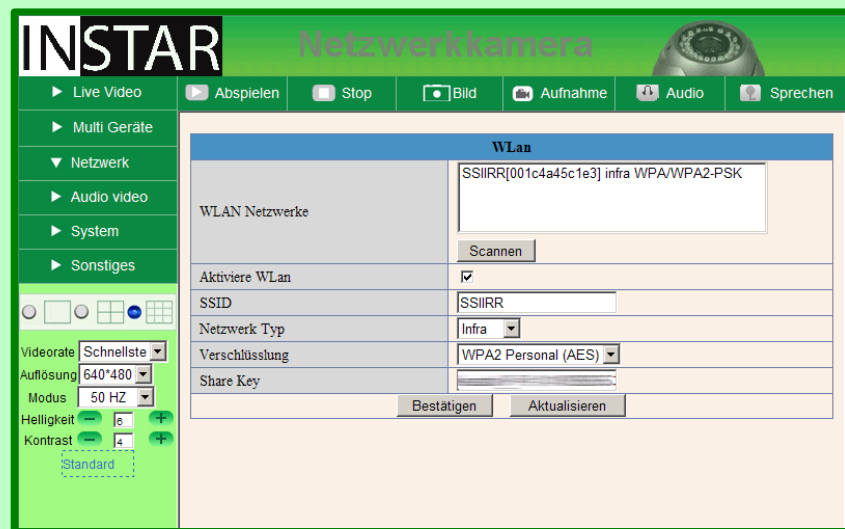 INSTAR
Netzwerkkamera
Live Video
Abspielen
Stop
Bild
Aufnahme
Audio
Sprechen
Multi Geräte
Netzwerk
Audio video
System
Sonstiges
WLan
WLAN Netzwerke
SSIIRR[001c4a45c1e3] infra WPA/WPA2-PSK
Scannen
Aktiviere WLan
SSID
SSIIRR
Netzwerk Typ
Infra
Verschlüsslung
WPA2 Personal (AES)
Share Key
Bestätigen
Aktualisieren
Videorate Schnellste
Auflösung 640*480
Modus 50 HZ
Helligkeit 6
Kontrast 4
Standard